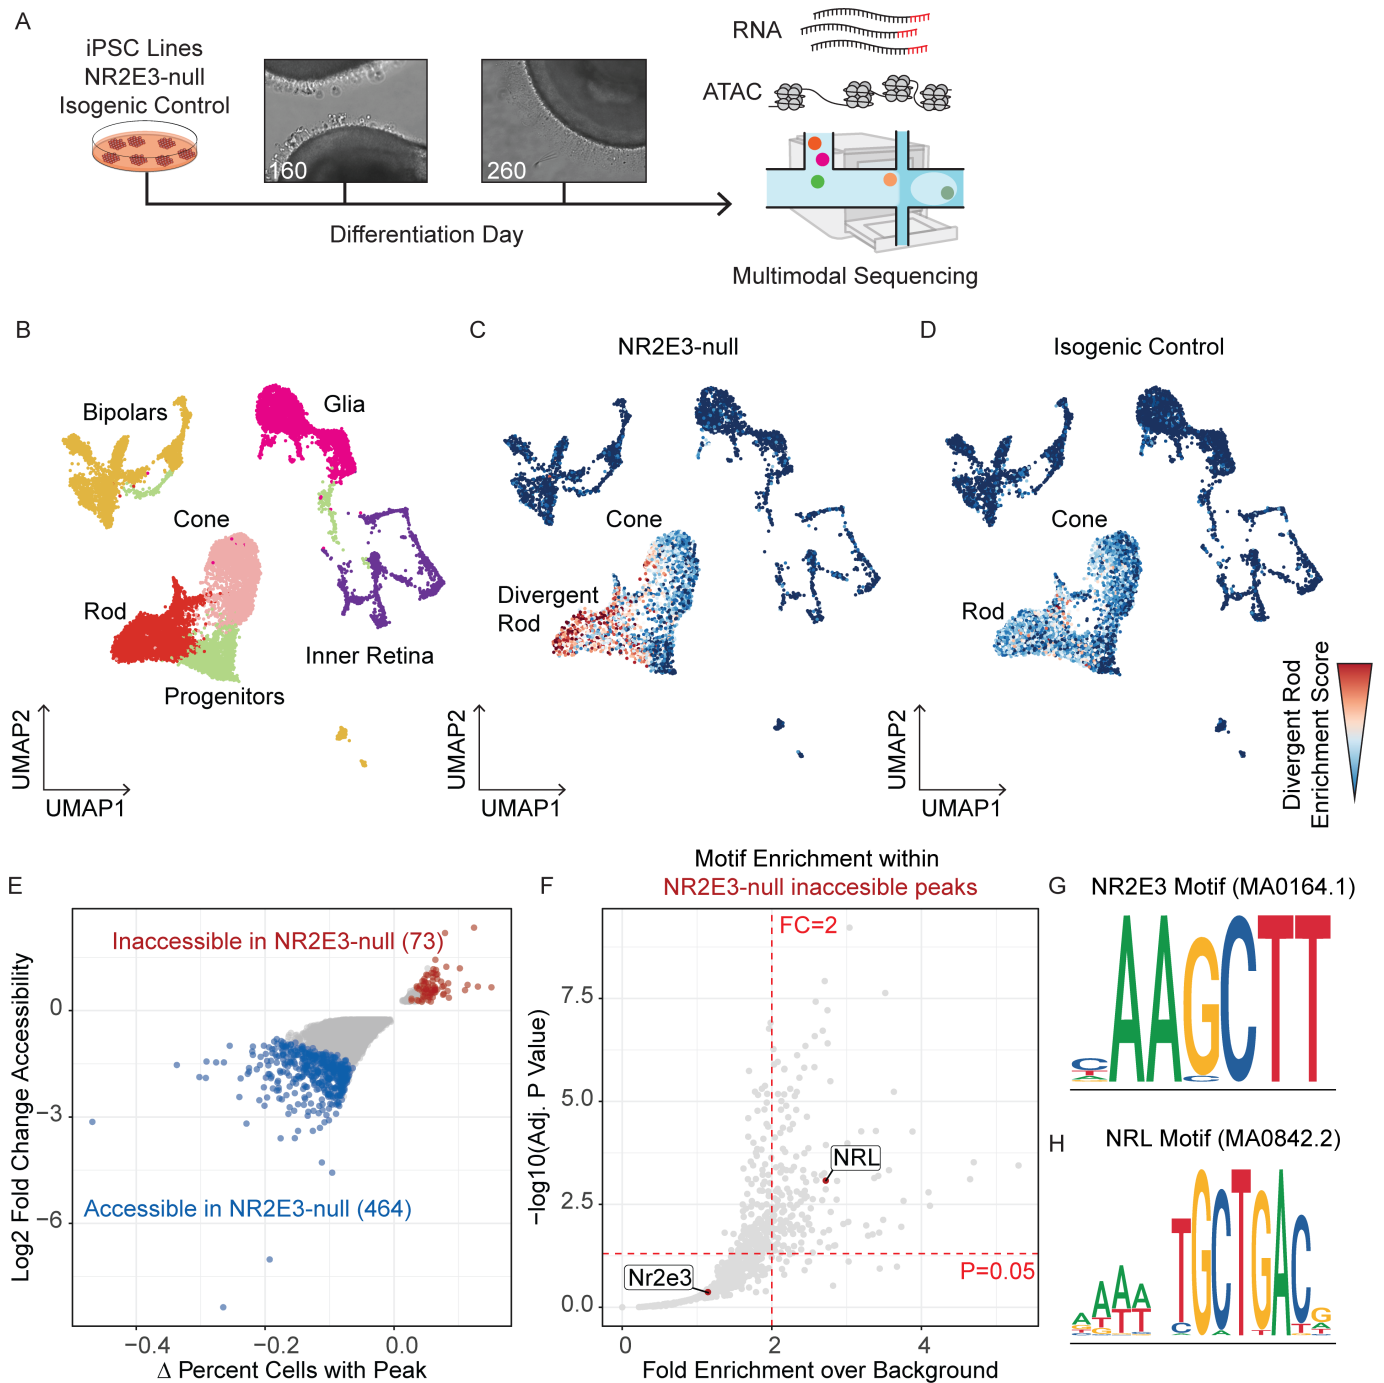 A
iPSC Lines
NR2E3-null
Isogenic Control
160
260
Differentiation Day
RNA
ATAC
Multimodal Sequencing
B
Bipolars
Glia
Cone
Rod
Inner Retina
Progenitors
UMAP2
UMAP1
C
NR2E3-null
Cone
Divergent
Rod
UMAP2
UMAP1
D
Isogenic Control
Cone
Rod
UMAP2
UMAP1
Divergent Rod
Enrichment Score
E
Inaccessible in NR2E3-null (73)
Accessible in NR2E3-null (464)
Log2 Fold Change Accessibility
0
−3
−6
−0.4
−0.2
0.0
Δ Percent Cells with Peak
F
Motif Enrichment within
NR2E3-null inaccesible peaks
FC=2
NRL
Nr2e3
P=0.05
−log10(Adj. P Value)
7.5
5.0
2.5
0.0
0
2
4
Fold Enrichment over Background
G
NR2E3 Motif (MA0164.1)
AAGCTT
H
NRL Motif (MA0842.2)
TGCTGAC